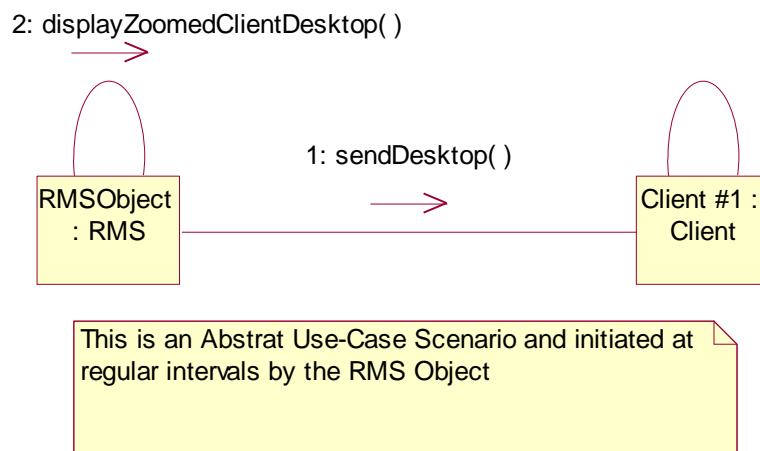 2: displayZoomedClientDesktop( )
1: sendDesktop( )
RMSObject
: RMS
Client #1 :
Client
This is an Abstrat Use-Case Scenario and initiated at
regular intervals by the RMS Object